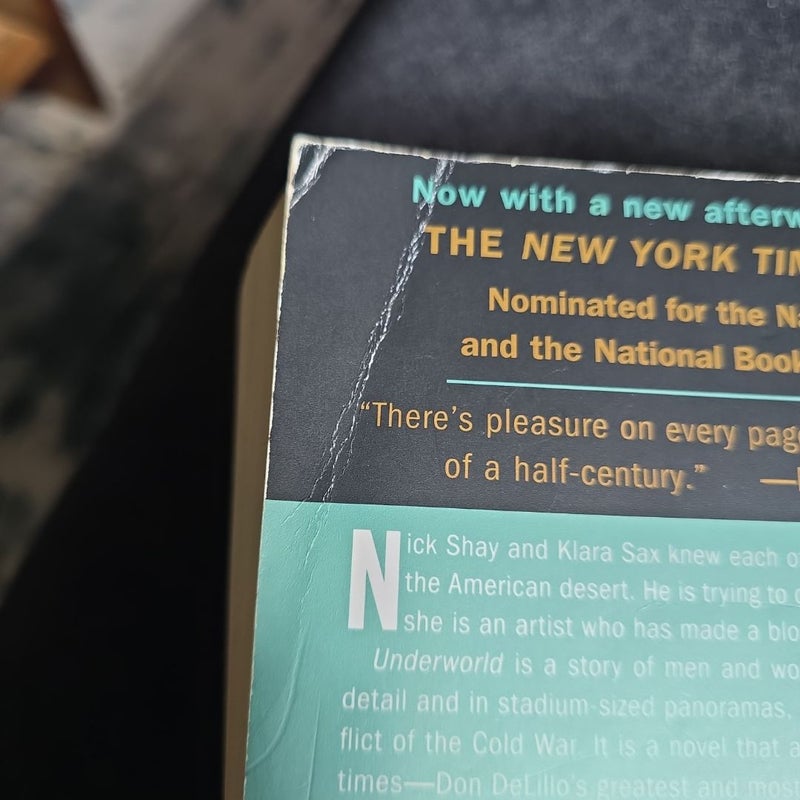 Now with a new afterw
THE NEW YORK TIM
Nominated for the Na
and the National Book
“There’s pleasure on every pag
of a half-century.” —
Nick Shay and Klara Sax knew each o
the American desert. He is trying to
she is an artist who has made a blo
Underworld is a story of men and wo
detail and in stadium-sized panoramas.
flict of the Cold War. It is a novel that a
times—Don DeLillo’s greatest and most